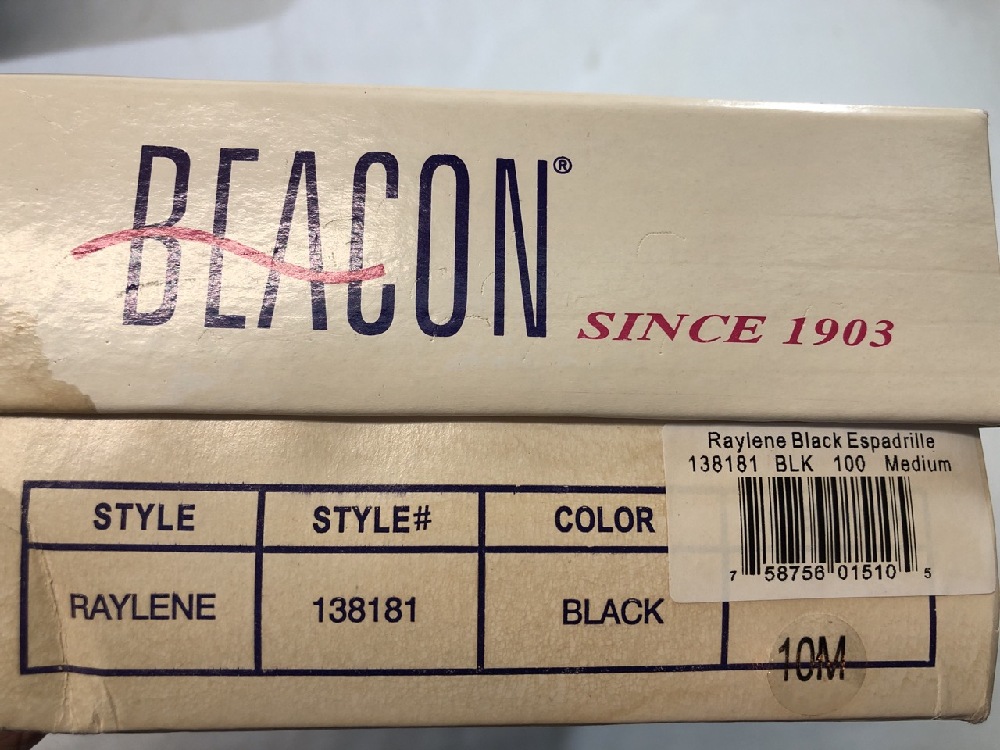 BEACON®
SINCE 1903
Raylene Black Espadrille
138181 BLK 100 Medium
7 58756 01510 5
STYLE STYLE# COLOR
RAYLENE 138181 BLACK
10M